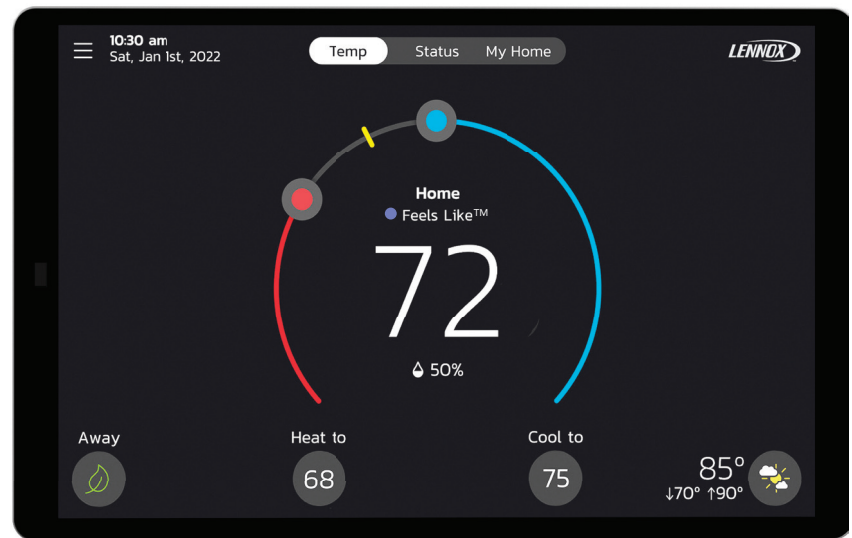 10:30 am
Sat, Jan 1st, 2022
Temp Status My Home
LENNOX
Home
Feels Like™
72
50%
Away
Heat to
Cool to
68
75
85°
↓70° ↑90°